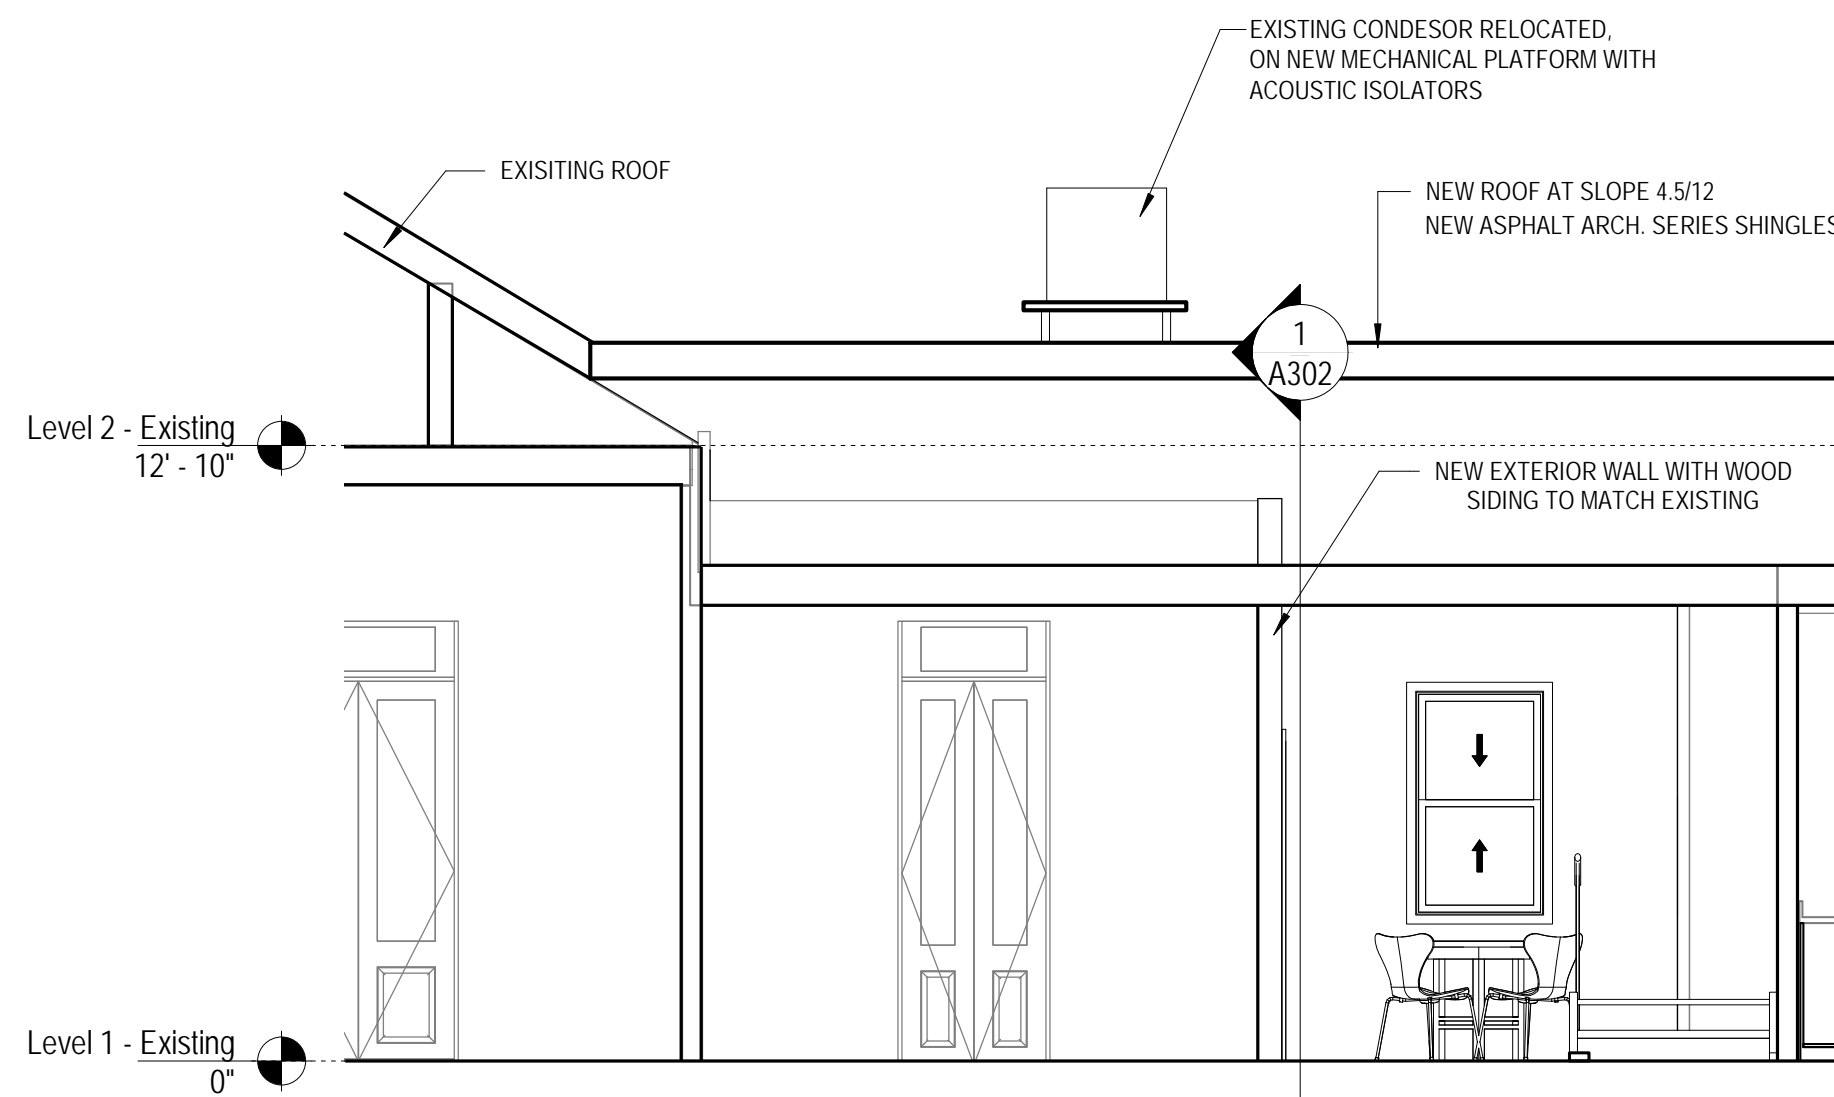 EXISTING CONDESOR RELOCATED,
ON NEW MECHANICAL PLATFORM WITH
ACOUSTIC ISOLATORS
EXISITING ROOF
NEW ROOF AT SLOPE 4.5/12
NEW ASPHALT ARCH. SERIES SHINGLES
1
A302
Level 2 - Existing
12' - 10"
NEW EXTERIOR WALL WITH WOOD
SIDING TO MATCH EXISTING
Level 1 - Existing
0"